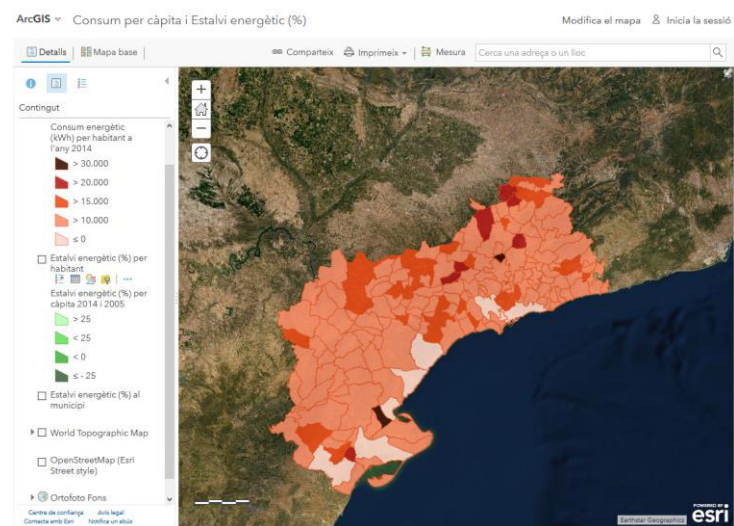 ArcGIS Consum per càpita i Estalvi energètic (%) Modifica el mapa Inicia la sessió
Detalls Mapa base Comparteix Imprimeix Mesura Cerca una adreça o un lloc
Contingut
Consum energètic
(kWh) per habitant a
l'any 2014
> 30.000
> 20.000
> 15.000
> 10.000
≤ 0
Estalvi energètic (%) per
habitant
Estalvi energètic (%) per
càpita 2014 i 2005
> 25
< 25
< 0
≤ - 25
Estalvi energètic (%) al
municipi
World Topographic Map
OpenStreetMap (Esri
Street style)
Ortofoto Fons
Centre de confiança Avís legal
Contacta amb Esri Notifica un abús
Earthstar Geographics
POWERED BY
esri